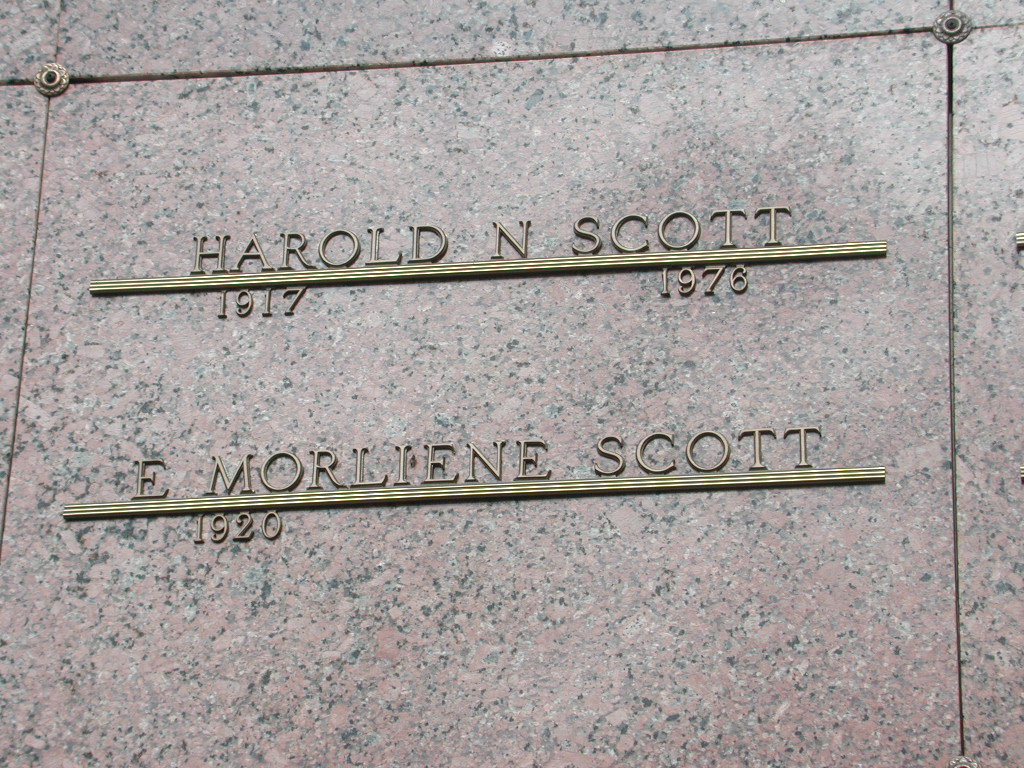 HAROLD N SCOTT
1917 1976
E MORLIENE SCOTT
1920